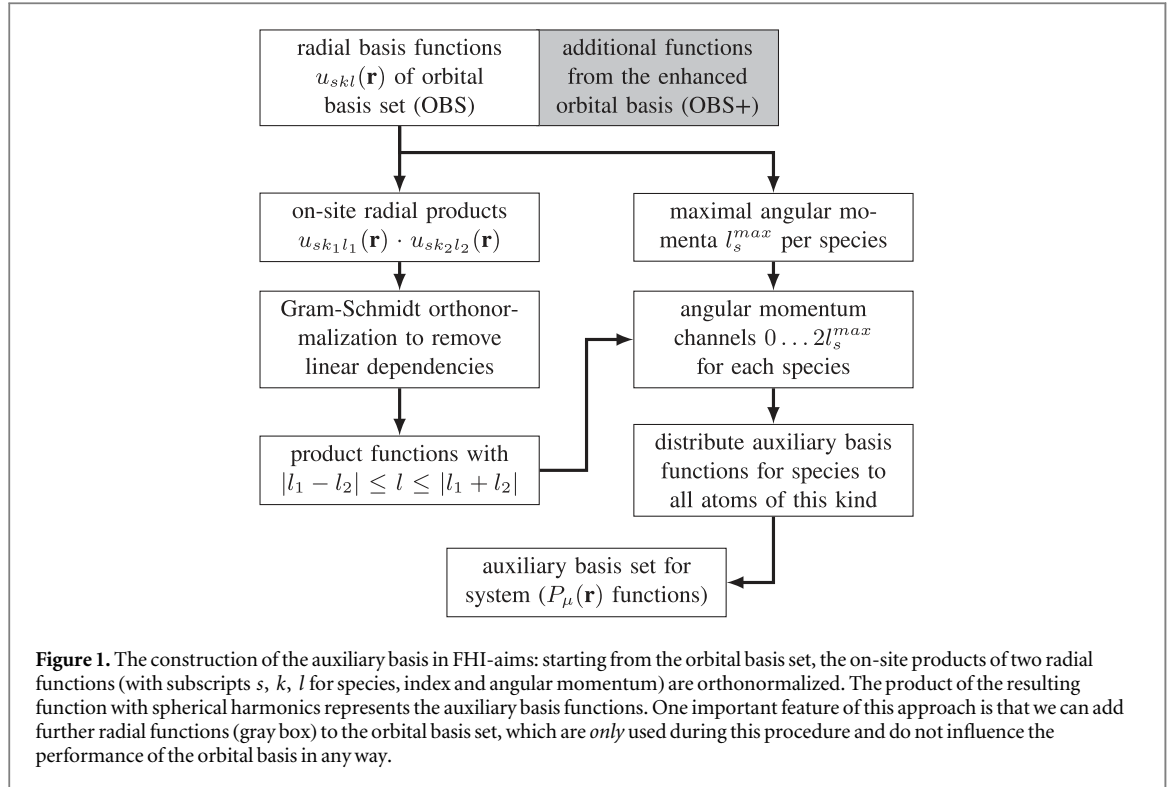 radial basis functions
u_{skl}(r) of orbital
basis set (OBS)
additional functions
from the enhanced
orbital basis (OBS+)
on-site radial products
u_{sk_1l_1}(r) · u_{sk_2l_2}(r)
maximal angular mo-
menta l_s^{max} per species
Gram-Schmidt orthonor-
malization to remove
linear dependencies
angular momentum
channels 0 . . . 2l_s^{max}
for each species
product functions with
|l_1 − l_2| ≤ l ≤ |l_1 + l_2|
distribute auxiliary basis
functions for species to
all atoms of this kind
auxiliary basis set for
system (P_μ(r) functions)
Figure 1. The construction of the auxiliary basis in FHI-aims: starting from the orbital basis set, the on-site products of two radial
functions (with subscripts s, k, l for species, index and angular momentum) are orthonormalized. The product of the resulting
function with spherical harmonics represents the auxiliary basis functions. One important feature of this approach is that we can add
further radial functions (gray box) to the orbital basis set, which are only used during this procedure and do not influence the
performance of the orbital basis in any way.